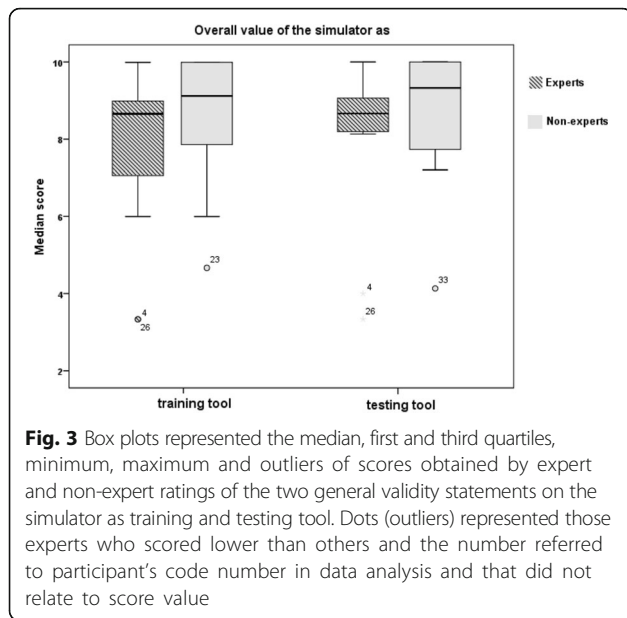 Overall value of the simulator as
Experts
Non-experts
Median score
10
8
6
4
2
23
4
26
4
26
33
training tool
testing tool
Fig. 3 Box plots represented the median, first and third quartiles,
minimum, maximum and outliers of scores obtained by expert
and non-expert ratings of the two general validity statements on the
simulator as training and testing tool. Dots (outliers) represented those
experts who scored lower than others and the number referred
to participant's code number in data analysis and that did not
relate to score value